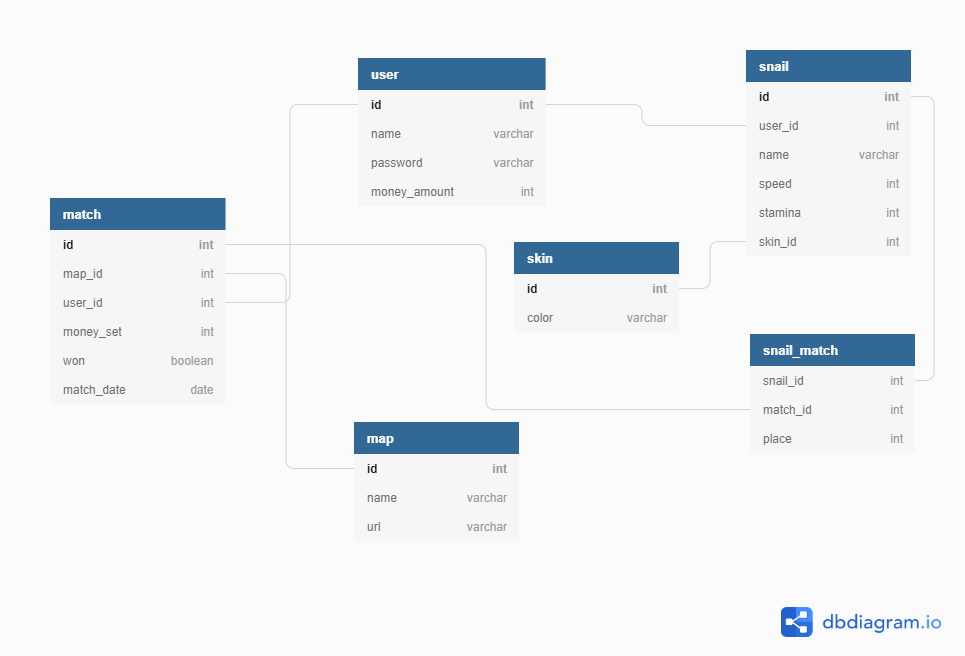 user
id int
name varchar
password varchar
money_amount int
snail
id int
user_id int
name varchar
speed int
stamina int
skin_id int
match
id int
map_id int
user_id int
money_set int
won boolean
match_date date
skin
id int
color varchar
snail_match
snail_id int
match_id int
place int
map
id int
name varchar
url varchar
dbdiagram.io